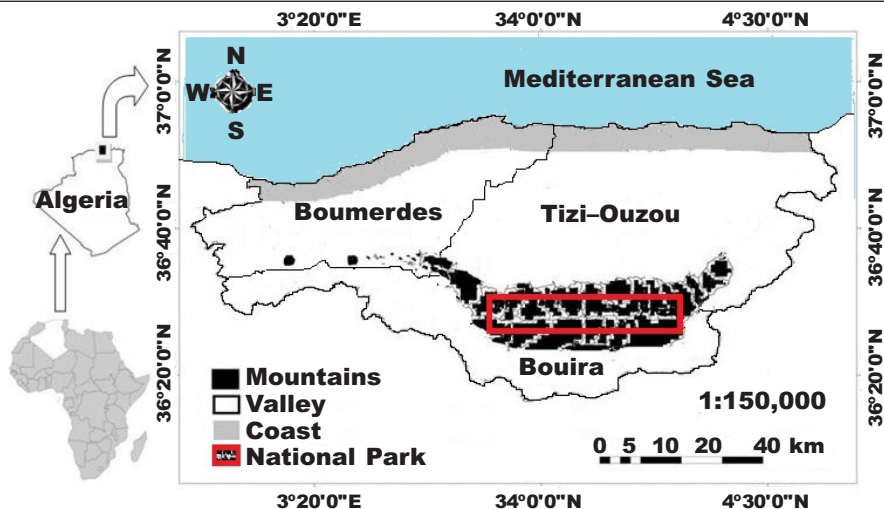 3°20'0"E 34°0'0"E 4°30'0"E
N
W E
S
Mediterranean Sea
37°0'0"N
37°0'0"N
Algeria
Boumerdes
Tizi–Ouzou
36°40'0"N
36°40'0"N
Bouira
36°20'0"N
36°20'0"N
Mountains
Valley
Coast
National Park
1:150,000
0 5 10 20 40 km
3°20'0"E 34°0'0"E 4°30'0"E